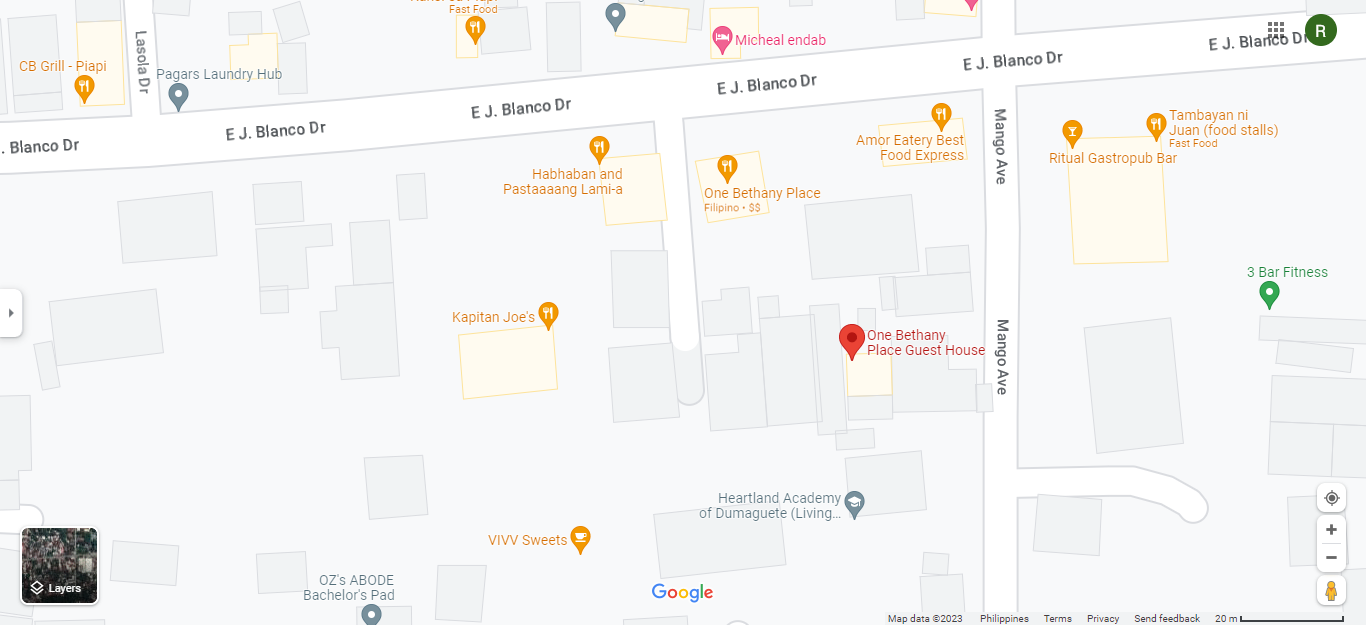 Fast Food
CB Grill - Piapi
Lasola Dr
Pagars Laundry Hub
Micheal endab
E J. Blanco Dr
E J. Blanco Dr
E J. Blanco Dr
E J. Blanco Dr
E J. Blanco Dr
. Blanco Dr
R
Habhaban and
Pastaaaang Lami-a
One Bethany Place
Filipino • $$
Amor Eatery Best
Food Express
Mango Ave
Ritual Gastropub Bar
Tambayan ni
Juan (food stalls)
Fast Food
3 Bar Fitness
Kapitan Joe's
One Bethany
Place Guest House
Mango Ave
Heartland Academy
of Dumaguete (Living...
VIVV Sweets
OZ's ABODE
Bachelor's Pad
Layers
Google
Map data ©2023 Philippines Terms Privacy Send feedback 20 m